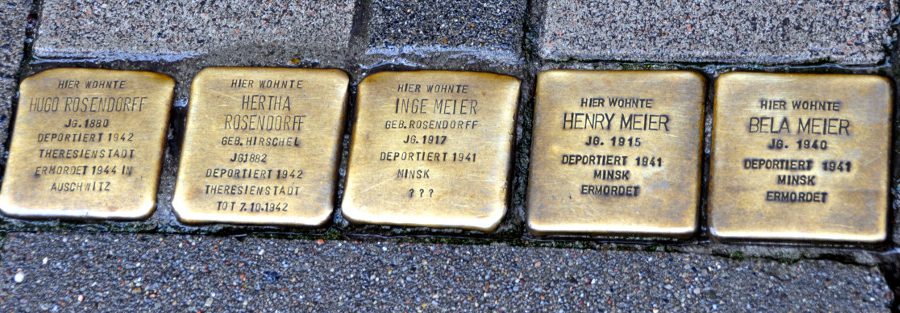 HIER WOHNTE
HUGO ROSENDORFF
JG. 1880
DEPORTIERT 1942
THERESIENSTADT
ERMORDET 1944 IN
AUSCHWITZ
HIER WOHNTE
HERTHA
ROSENDORFF
GEB. HIRSCHEL
JG. 1882
DEPORTIERT 1942
THERESIENSTADT
TOT 7.10.1942
HIER WOHNTE
INGE MEIER
GEB. ROSENDORFF
JG. 1917
DEPORTIERT 1941
MINSK
? ? ?
HIER WOHNTE
HENRY MEIER
JG. 1915
DEPORTIERT 1941
MINSK
ERMORDET
HIER WOHNTE
BELA MEIER
JG. 1940
DEPORTIERT 1941
MINSK
ERMORDET